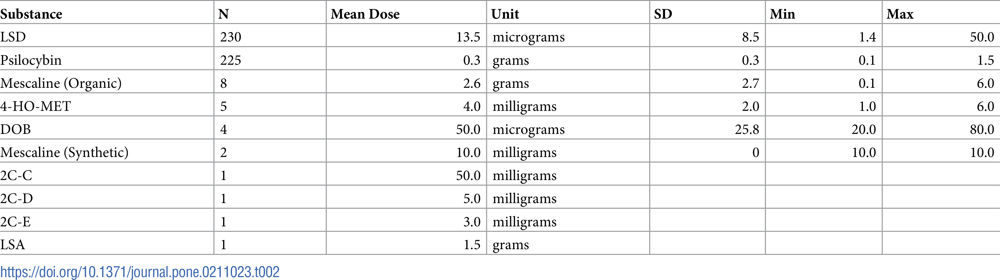 Substance N Mean Dose Unit SD Min Max
LSD 230 13.5 micrograms 8.5 1.4 50.0
Psilocybin 225 0.3 grams 0.3 0.1 1.5
Mescaline (Organic) 8 2.6 grams 2.7 0.1 6.0
4-HO-MET 5 4.0 milligrams 2.0 1.0 6.0
DOB 4 50.0 micrograms 25.8 20.0 80.0
Mescaline (Synthetic) 2 10.0 milligrams 0 10.0 10.0
2C-C 1 50.0 milligrams
2C-D 1 5.0 milligrams
2C-E 1 3.0 milligrams
LSA 1 1.5 grams
https://doi.org/10.1371/journal.pone.0211023.t002